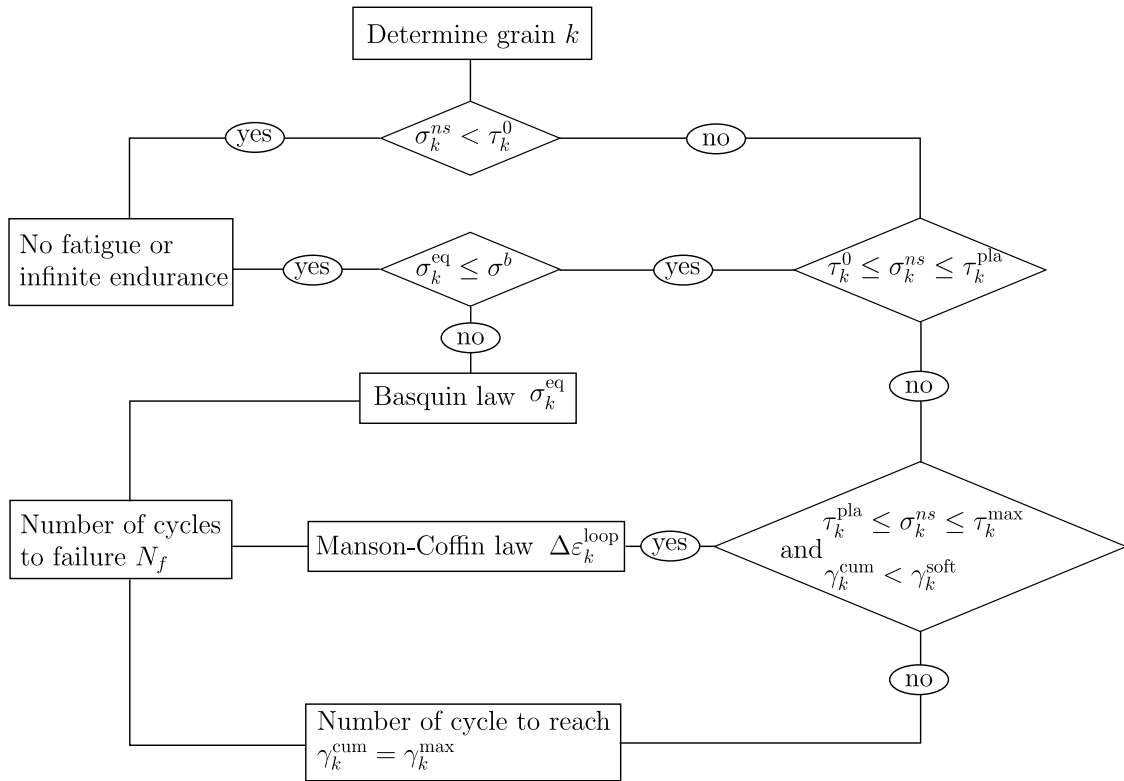 Determine grain k
yes
σ_k^{ns} < τ_k^0
no
No fatigue or
infinite endurance
yes
σ_k^{eq} ≤ σ^b
yes
τ_k^0 ≤ σ_k^{ns} ≤ τ_k^{pla}
no
no
Basquin law σ_k^{eq}
Number of cycles
to failure N_f
Manson-Coffin law Δε_k^{loop}
yes
τ_k^{pla} ≤ σ_k^{ns} ≤ τ_k^{max}
and
γ_k^{cum} < γ_k^{soft}
no
Number of cycle to reach
γ_k^{cum} = γ_k^{max}